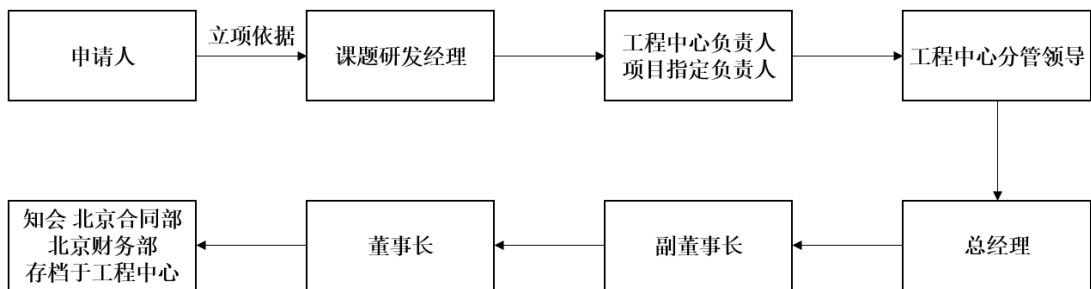 申请人
立项依据
课题研发经理
工程中心负责人
项目指定负责人
工程中心分管领导
总经理
副董事长
董事长
知会 北京合同部
北京财务部
存档于工程中心